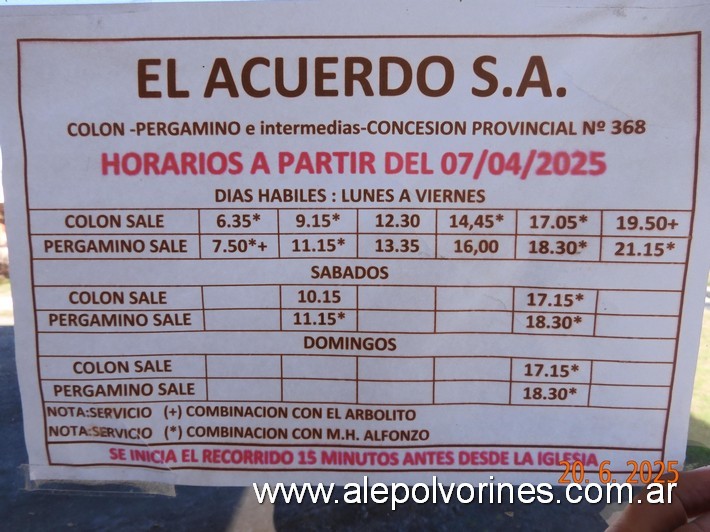 EL ACUERDO S.A.
COLON -PERGAMINO e intermedias-CONCESION PROVINCIAL Nº 368
HORARIOS A PARTIR DEL 07/04/2025
DIAS HABILES : LUNES A VIERNES
COLON SALE 6.35* 9.15* 12.30 14,45* 17.05* 19.50+
PERGAMINO SALE 7.50*+ 11.15* 13.35 16,00 18.30* 21.15*
SABADOS
COLON SALE 10.15 17.15*
PERGAMINO SALE 11.15* 18.30*
DOMINGOS
COLON SALE 17.15*
PERGAMINO SALE 18.30*
NOTA:SERVICIO (+) COMBINACION CON EL ARBOLITO
NOTA:SERVICIO (*) COMBINACION CON M.H. ALFONZO
SE INICIA EL RECORRIDO 15 MINUTOS ANTES DESDE LA IGLESIA
20. 6. 2025
www.alepolvorines.com.ar